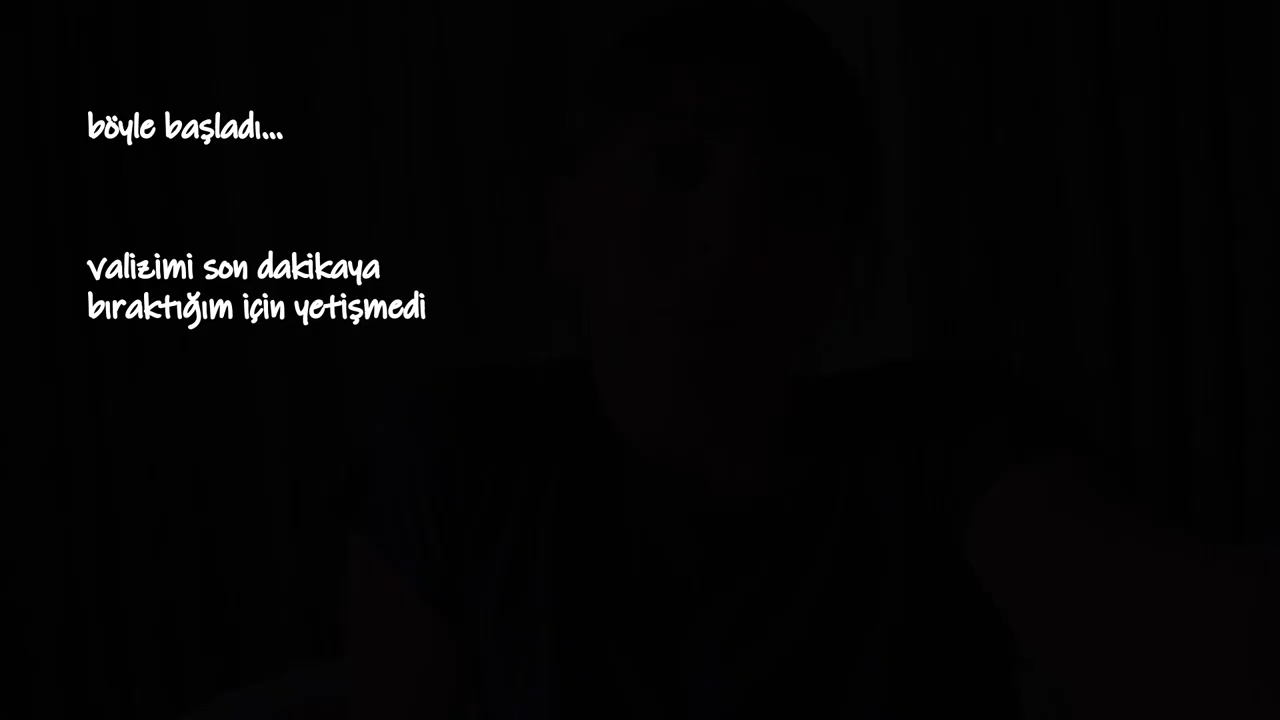 böyle başladı...
valizimi son dakikaya
bıraktığım için yetişmedi